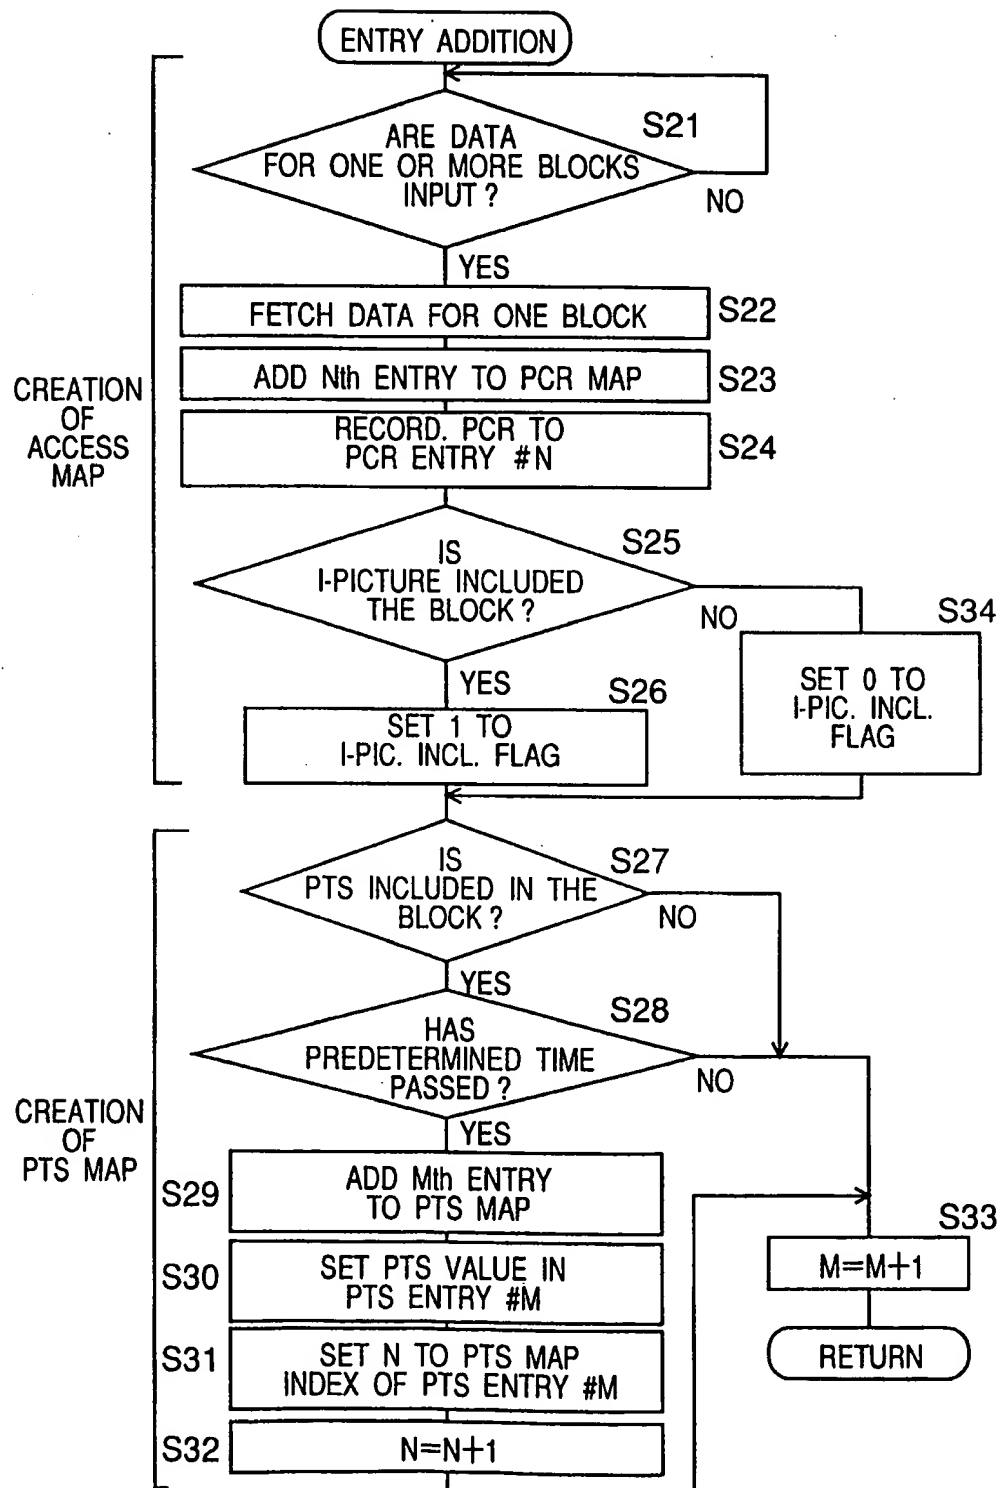 ENTRY ADDITION
S21
ARE DATA
FOR ONE OR MORE BLOCKS
INPUT ?
NO
YES
FETCH DATA FOR ONE BLOCK
S22
ADD Nth ENTRY TO PCR MAP
S23
RECORD. PCR TO
PCR ENTRY #N
S24
CREATION
OF
ACCESS
MAP
S25
IS
I-PICTURE INCLUDED
THE BLOCK ?
NO
YES
S34
SET 0 TO
I-PIC. INCL.
FLAG
S26
SET 1 TO
I-PIC. INCL. FLAG
S27
IS
PTS INCLUDED IN THE
BLOCK ?
NO
YES
S28
HAS
PREDETERMINED TIME
PASSED ?
NO
YES
CREATION
OF
PTS MAP
S29
ADD Mth ENTRY
TO PTS MAP
S30
SET PTS VALUE IN
PTS ENTRY #M
S31
SET N TO PTS MAP
INDEX OF PTS ENTRY #M
S32
N=N+1
S33
M=M+1
RETURN